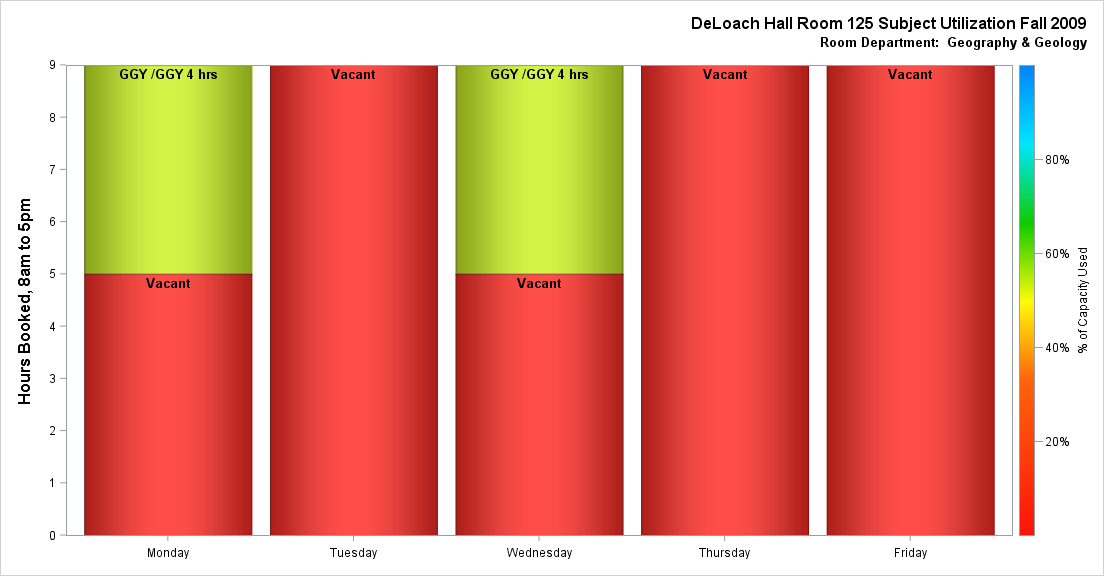 DeLoach Hall Room 125 Subject Utilization Fall 2009
Room Department:  Geography & Geology
Hours Booked, 8am to 5pm
9
8
7
6
5
4
3
2
1
0
GGY /GGY 4 hrs
Vacant
GGY /GGY 4 hrs
Vacant
Vacant
Vacant
Vacant
Monday
Tuesday
Wednesday
Thursday
Friday
80%
60%
40%
20%
% of Capacity Used